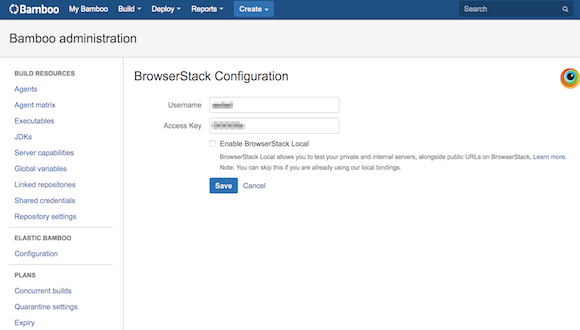 Bamboo My Bamboo Build Deploy Reports Create Search
Bamboo administration
BUILD RESOURCES
Agents
Agent matrix
Executables
JDKs
Server capabilities
Global variables
Linked repositories
Shared credentials
Repository settings
ELASTIC BAMBOO
Configuration
PLANS
Concurrent builds
Quarantine settings
Expiry
BrowserStack Configuration
Username
Access Key
Enable BrowserStack Local
BrowserStack Local allows you to test your private and internal servers, alongside public URLs on BrowserStack, Learn more.
Note: You can skip this if you are already using our local bindings.
Save Cancel